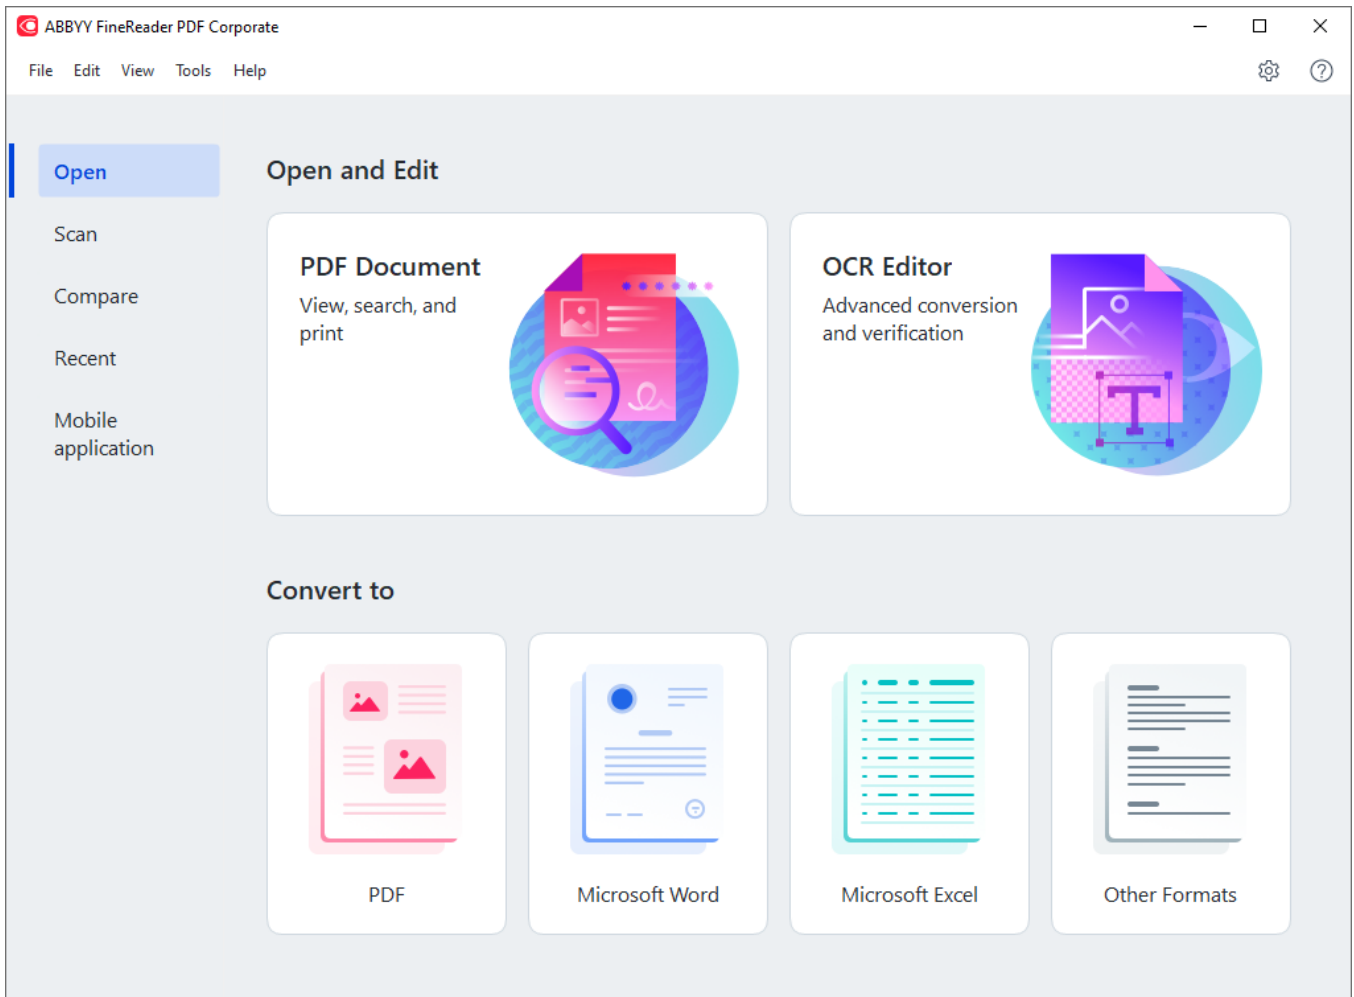 ABBYY FineReader PDF Corporate
File Edit View Tools Help
Open
Scan
Compare
Recent
Mobile
application
Open and Edit
PDF Document
View, search, and
print
OCR Editor
Advanced conversion
and verification
T
Convert to
PDF
Microsoft Word
Microsoft Excel
Other Formats